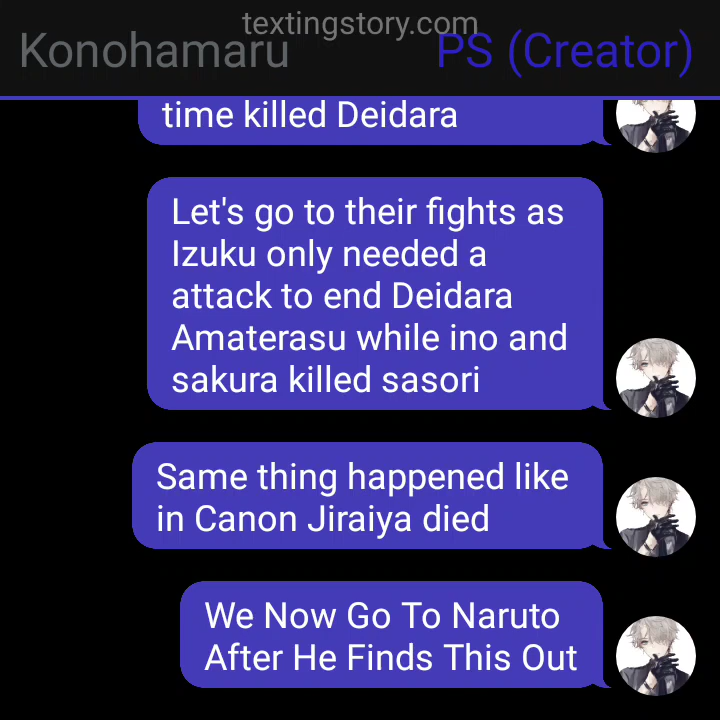 textingstory.com
Konohamaru
PS (Creator)
time killed Deidara
Let's go to their fights as
Izuku only needed a
attack to end Deidara
Amaterasu while ino and
sakura killed sasori
Same thing happened like
in Canon Jiraiya died
We Now Go To Naruto
After He Finds This Out